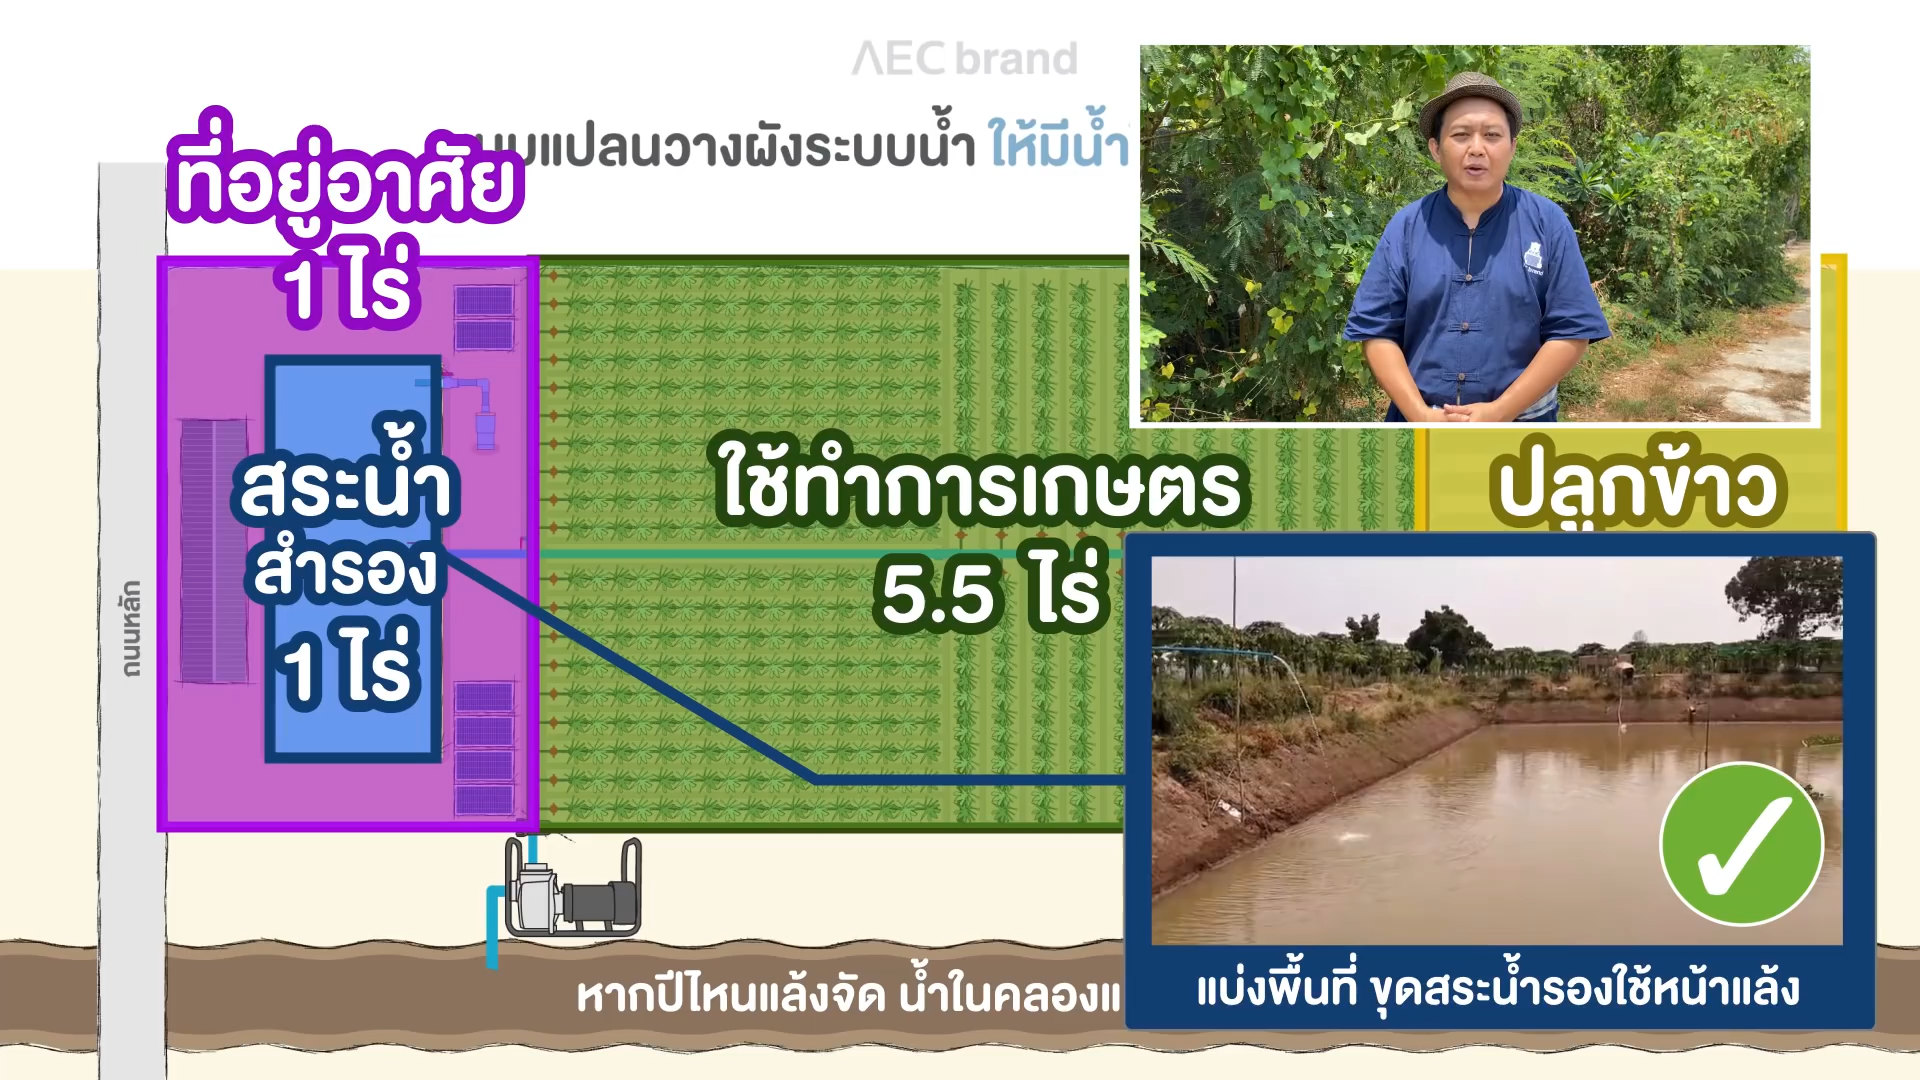 AEC brand
แปลนวางผังระบบน้ำ ให้มีน้ำ
ที่อยู่อาศัย
1 ไร่
สระน้ำ
สำรอง
1 ไร่
ใช้ทำการเกษตร
5.5 ไร่
ปลูกข้าว
ถนนหลัก
หากปีไหนแล้งจัด น้ำในคลองแ
แบ่งพื้นที่ ขุดสระน้ำรองใช้หน้าแล้ง